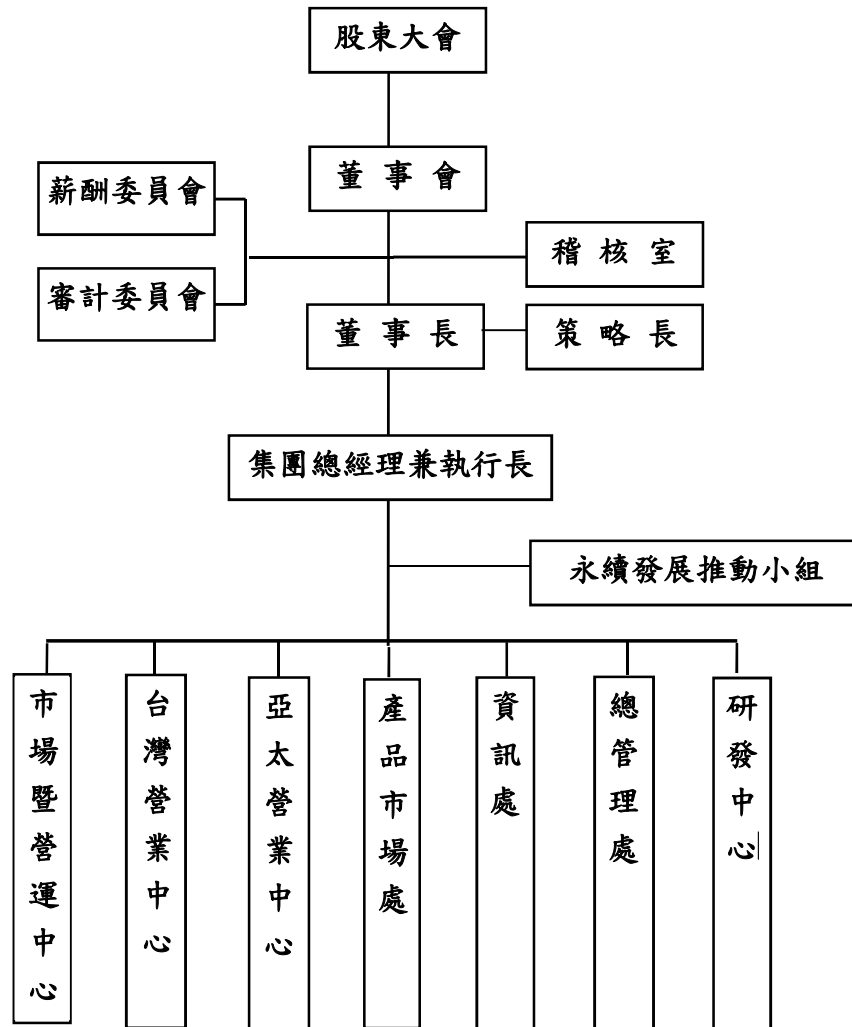 股東大會
董事會
薪酬委員會
稽核室
審計委員會
董事長
策略長
集團總經理兼執行長
永續發展推動小組
市場暨營運中心
台灣營業中心
亞太營業中心
產品市場處
資訊處
總管理處
研發中心